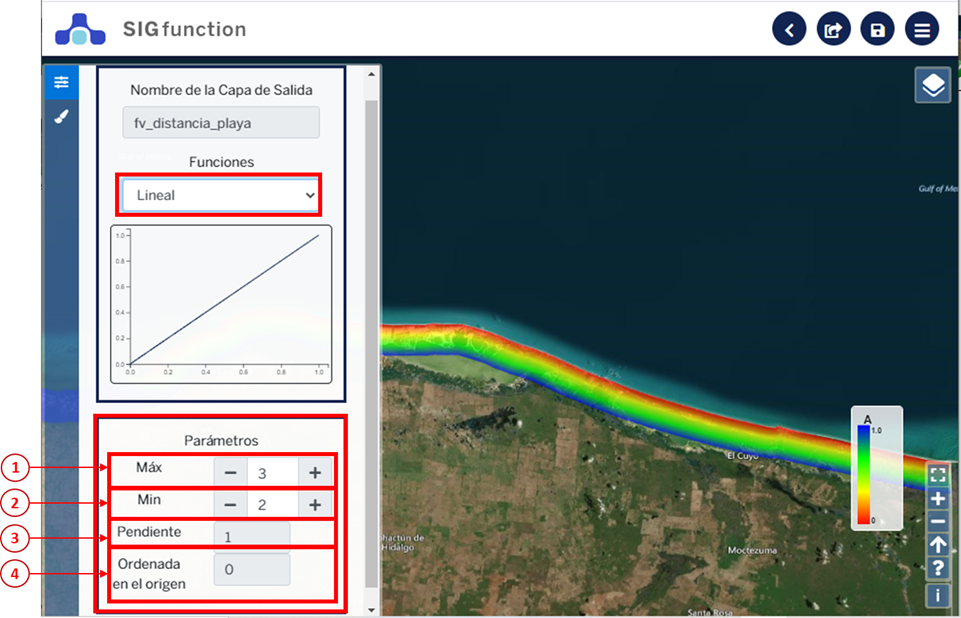 SIGfunction
Nombre de la Capa de Salida
fv_distancia_playa
Funciones
Lineal
1.0
0.8
0.6
0.4
0.2
0.0
0.0 0.2 0.4 0.6 0.8 1.0
Parámetros
1 Máx − 3 +
2 Min − 2 +
3 Pendiente 1
4 Ordenada
en el origen 0
Gulf of Me
El Cuyo
A
1.0
0
hactún de
Hidalgo
Moctezuma
Santa Rosa
+
−
?
i